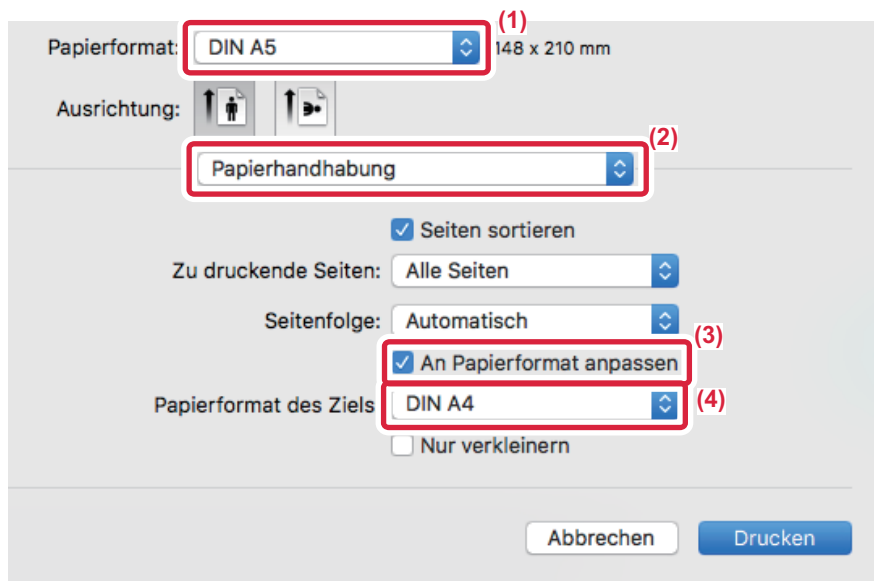 (1)
Papierformat: DIN A5 148 x 210 mm
Ausrichtung:
(2)
Papierhandhabung
Seiten sortieren
Zu druckende Seiten: Alle Seiten
Seitenfolge: Automatisch
(3)
An Papierformat anpassen
Papierformat des Ziels DIN A4 (4)
Nur verkleinern
Abbrechen Drucken